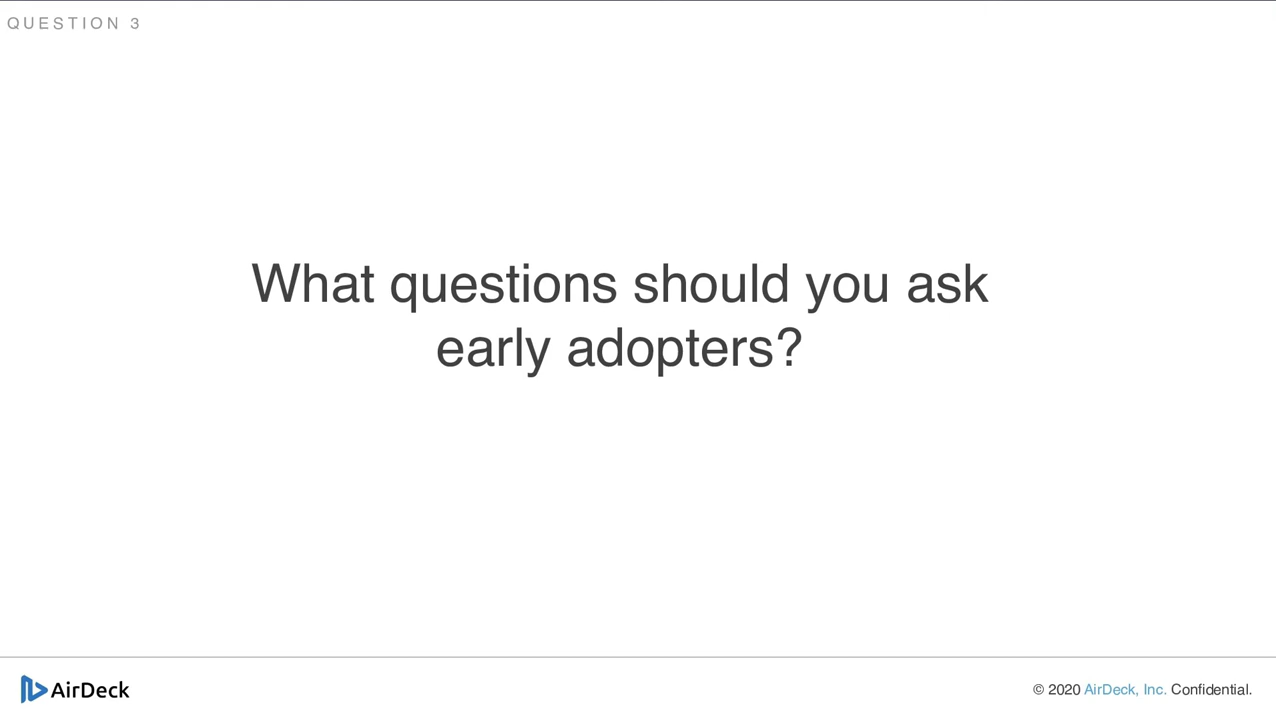 QUESTION 3
What questions should you ask
early adopters?
AirDeck
© 2020 AirDeck, Inc. Confidential.